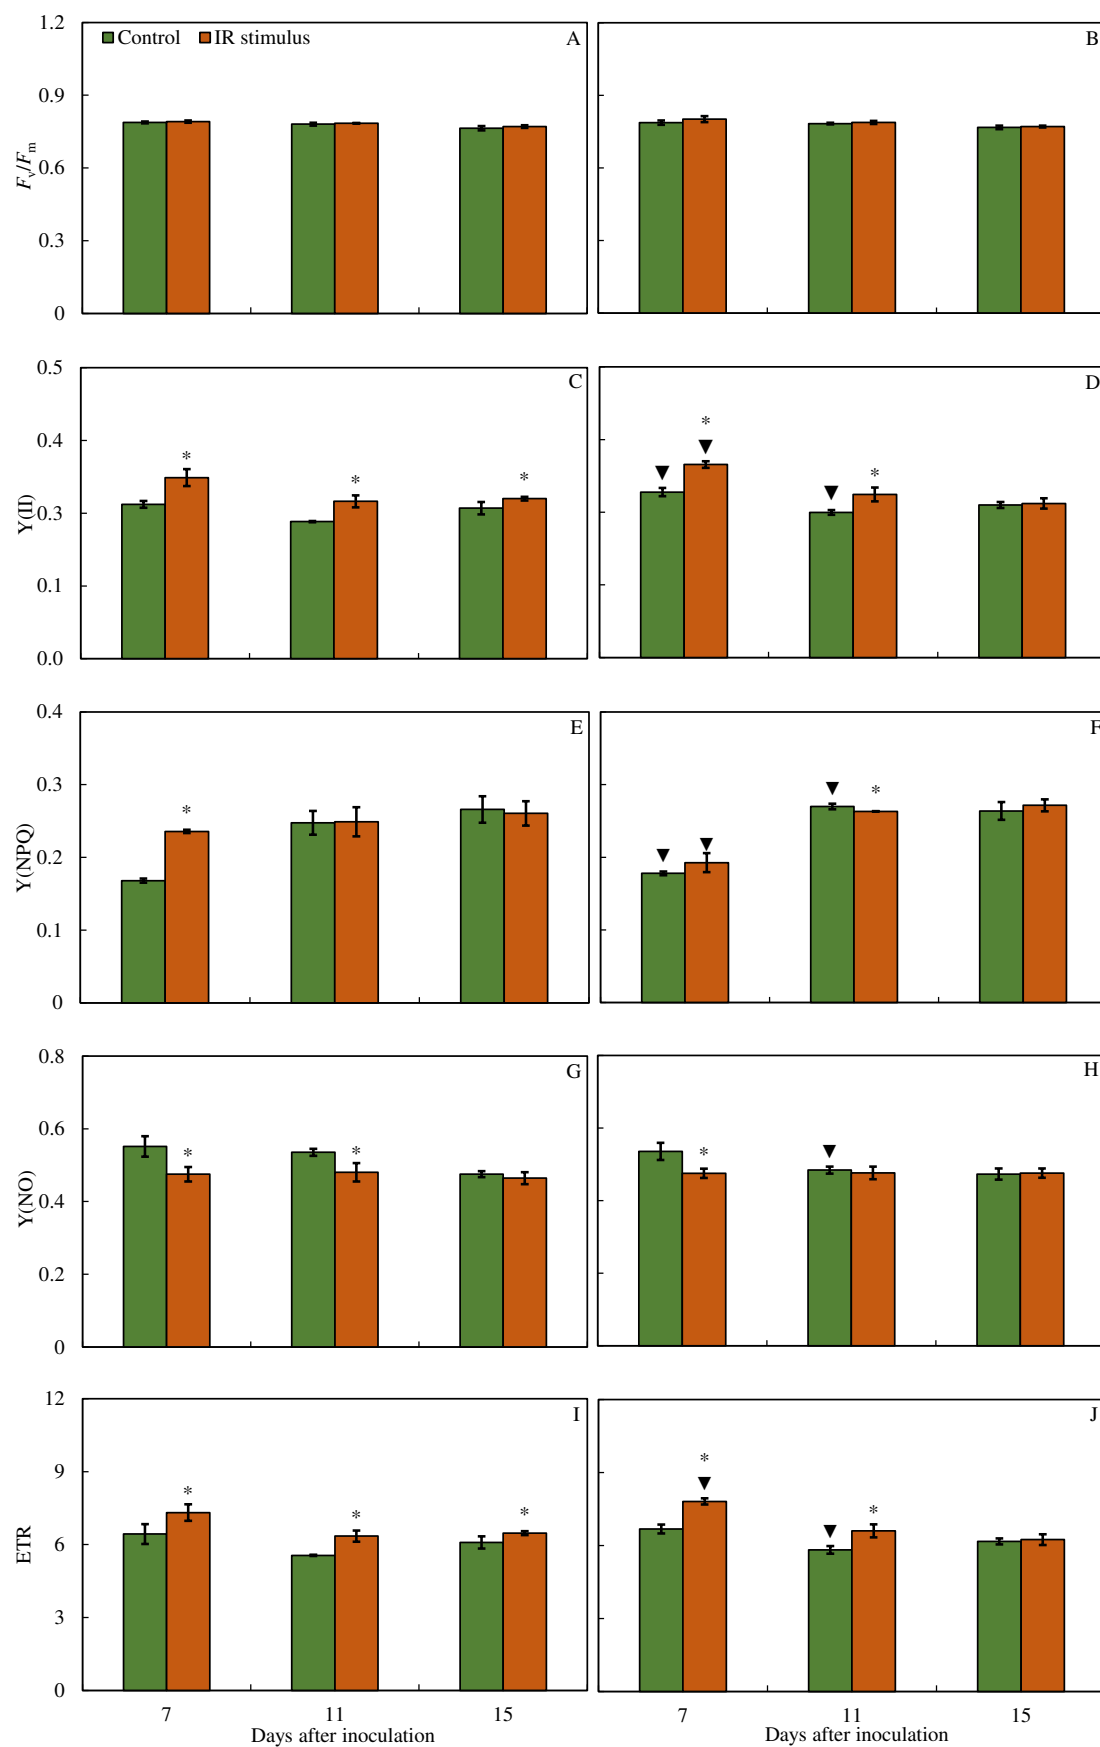 1.2
0.9
0.6
0.3
0
Fv/Fm
Control IR stimulus
A
B
0.5
0.4
0.3
0.1
0.0
Y(II)
C
*
*
*
D
*
*
0.4
0.3
0.2
0.1
0
Y(NPQ)
E
*
F
*
0.8
0.6
0.4
0.2
0
Y(NO)
G
*
*
H
*
12
9
6
3
0
ETR
I
*
*
*
J
*
*
7 11 15
7 11 15
Days after inoculation
Days after inoculation